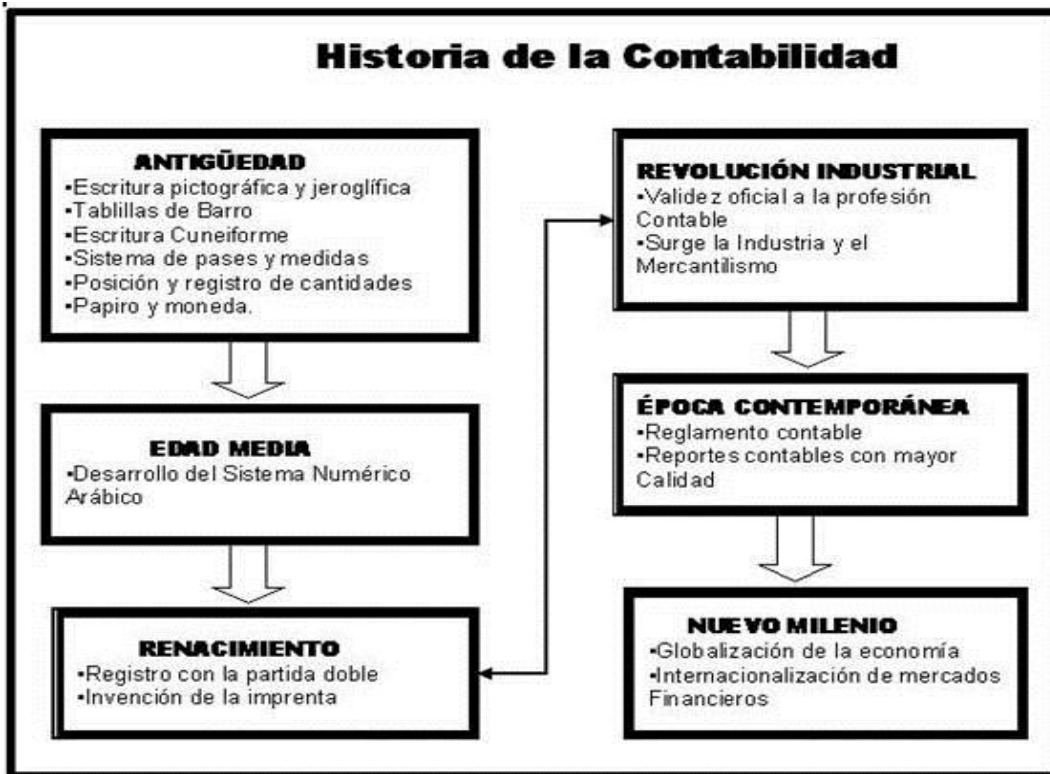 Historia de la Contabilidad
ANTIGÜEDAD
▪Escritura pictográfica y jeroglífica
▪Tablillas de Barro
▪Escritura Cuneiforme
▪Sistema de pases y medidas
▪Posición y registro de cantidades
▪Papiro y moneda.
EDAD MEDIA
▪Desarrollo del Sistema Numérico
Arábico
RENACIMIENTO
▪Registro con la partida doble
▪Invención de la imprenta
REVOLUCIÓN INDUSTRIAL
▪Validez oficial a la profesión
Contable
▪Surge la Industria y el
Mercantilismo
ÉPOCA CONTEMPORÁNEA
▪Reglamento contable
▪Reportes contables con mayor
Calidad
NUEVO MILENIO
▪Globalización de la economía
▪Internacionalización de mercados
Financieros